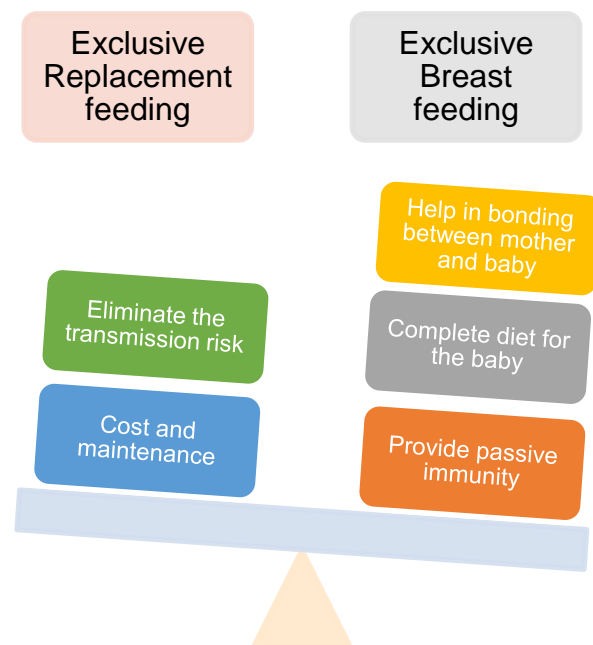 Exclusive
Replacement
feeding
Exclusive
Breast
feeding
Eliminate the
transmission risk
Cost and
maintenance
Help in bonding
between mother
and baby
Complete diet for
the baby
Provide passive
immunity